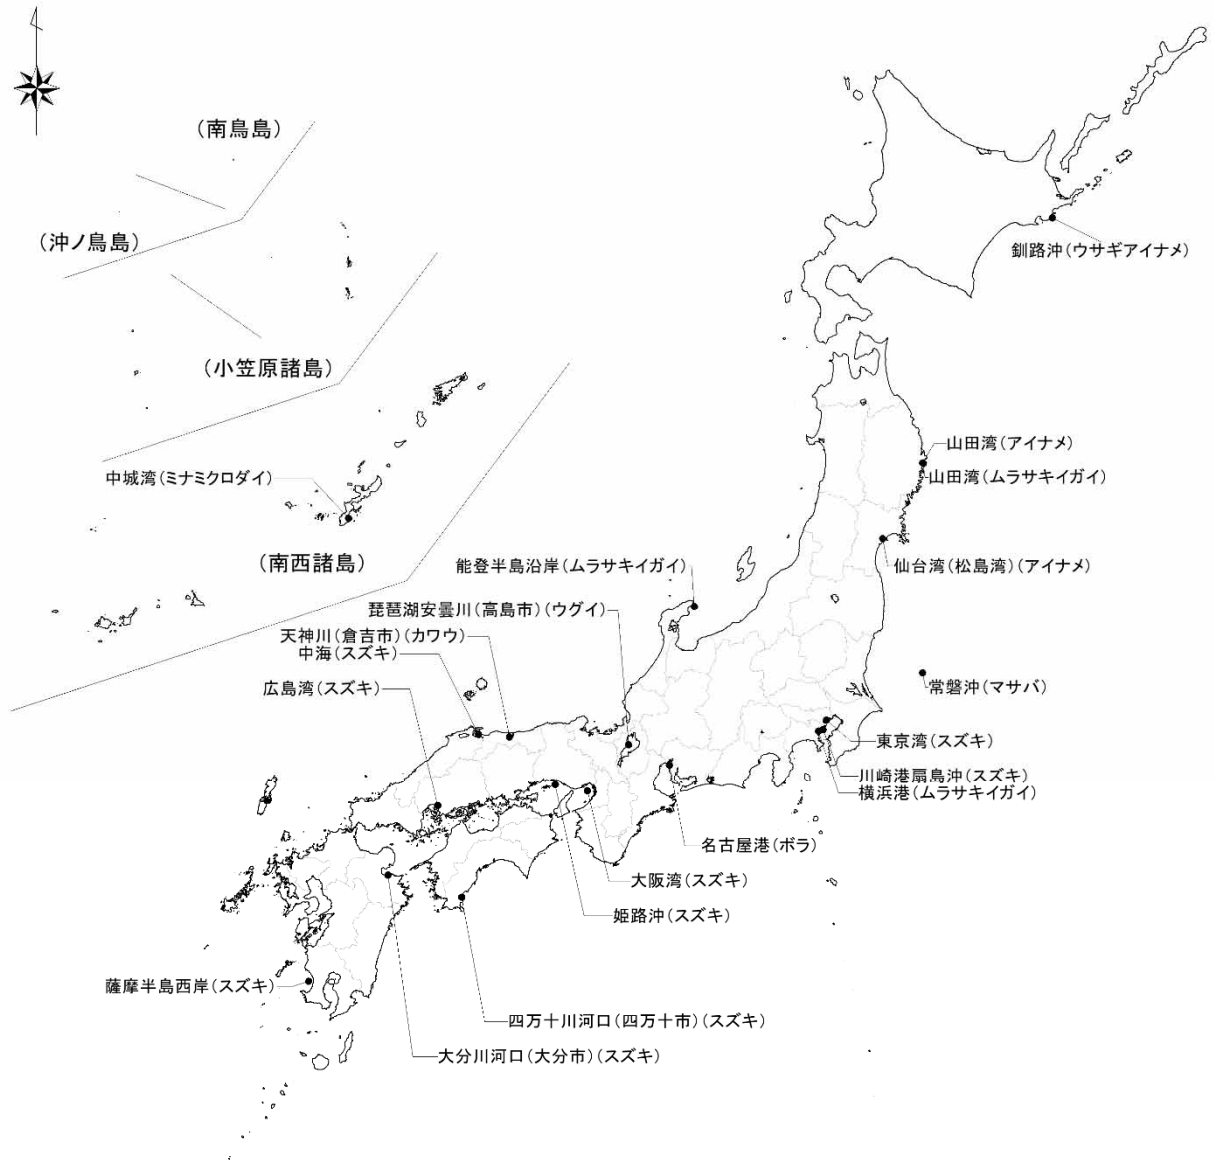 (南鳥島)
(沖ノ鳥島)
釧路沖(ウサギアイナメ)
(小笠原諸島)
山田湾(アイナメ)
中城湾(ミナミクロダイ)
山田湾(ムラサキイガイ)
(南西諸島)
能登半島沿岸(ムラサキイガイ)
仙台湾(松島湾)(アイナメ)
琵琶湖安曇川(高島市)(ウグイ)
天神川(倉吉市)(カワウ)
中海(スズキ)
広島湾(スズキ)
常磐沖(マサバ)
東京湾(スズキ)
川崎港扇島沖(スズキ)
横浜港(ムラサキイガイ)
名古屋港(ボラ)
大阪湾(スズキ)
姫路沖(スズキ)
薩摩半島西岸(スズキ)
四万十川河口(四万十市)(スズキ)
大分川河口(大分市)(スズキ)